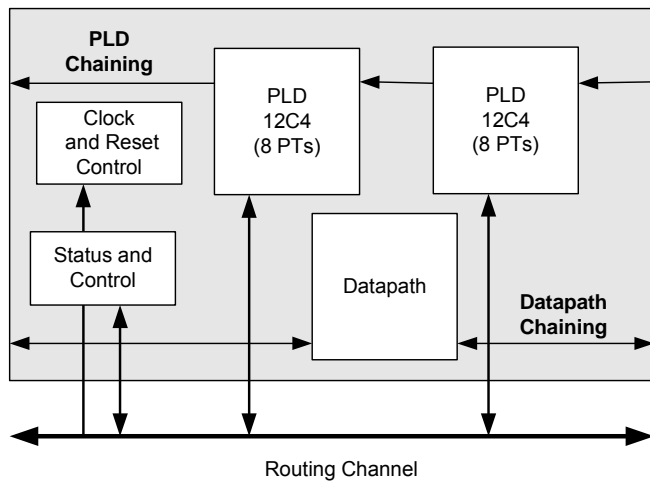 PLD
Chaining
PLD
12C4
(8 PTs)
PLD
12C4
(8 PTs)
Clock
and Reset
Control
Status and
Control
Datapath
Datapath
Chaining
Routing Channel